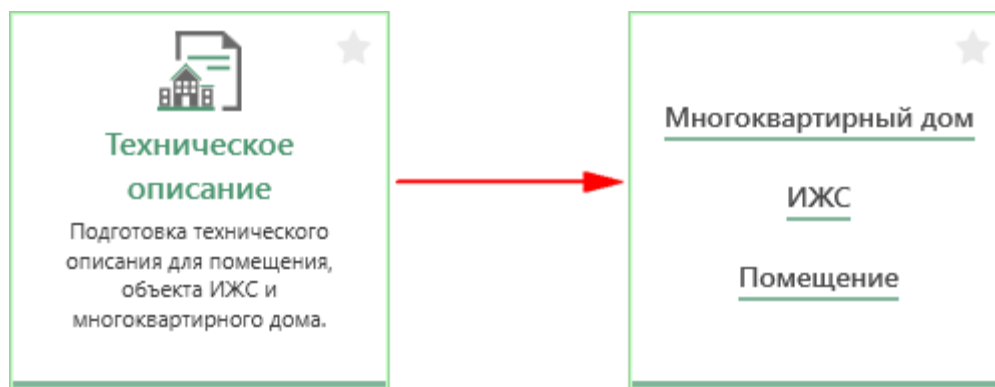 Техническое
описание
Подготовка технического
описания для помещения,
объекта ИЖС и
многоквартирного дома.
Многоквартирный дом
ИЖС
Помещение